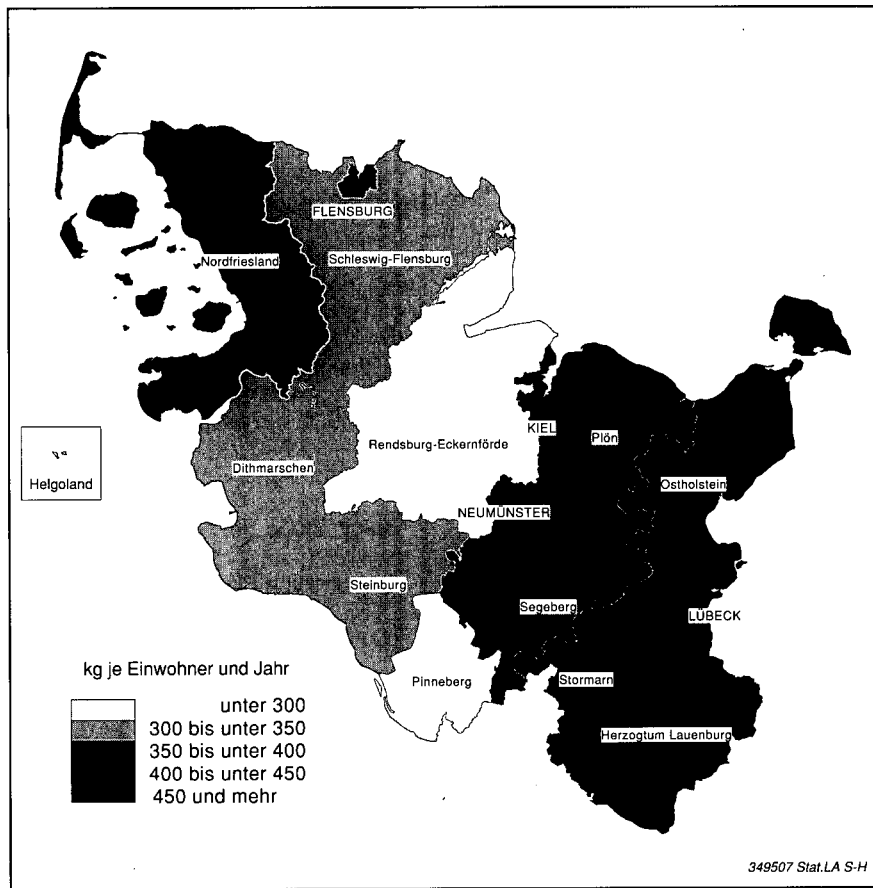 FLENSBURG
Nordfriesland
Schleswig-Flensburg
KIEL
Plön
Rendsburg-Eckernförde
Dithmarschen
Ostholstein
Helgoland
NEUMÜNSTER
Steinburg
Segeberg
LÜBECK
Pinneberg
Stormarn
Herzogtum Lauenburg
kg je Einwohner und Jahr
unter 300
300 bis unter 350
350 bis unter 400
400 bis unter 450
450 und mehr
349507 Stat.LA S-H